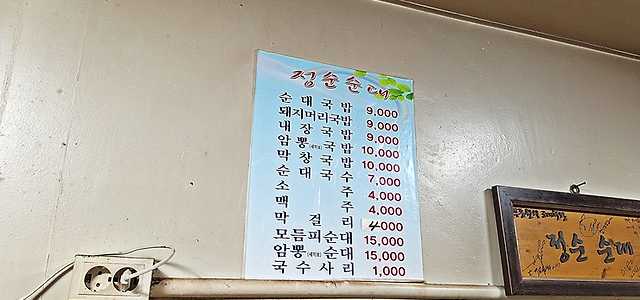 정순순대
순대국밥 9,000
돼지머리국밥 9,000
내장국밥 9,000
암뽕(새끼보)국밥 10,000
막창국밥 10,000
순대국수 7,000
소주 4,000
맥주 4,000
막걸리 4,000
모듬피순대 15,000
암뽕(새끼보)순대 15,000
국수사리 1,000
정순 순대